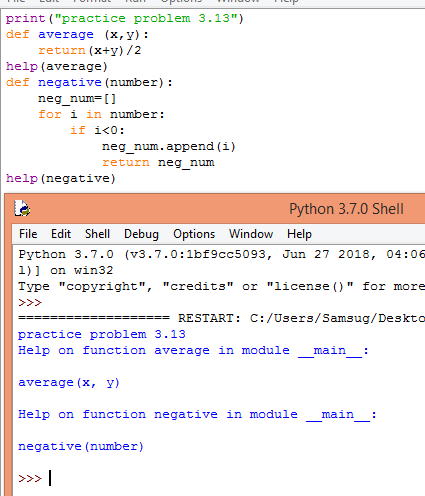 print("practice problem 3.13")
def average (x,y):
    return(x+y)/2
help(average)
def negative(number):
    neg_num=[]
    for i in number:
        if i<0:
            neg_num.append(i)
            return neg_num
help(negative)
Python 3.7.0 Shell
File Edit Shell Debug Options Window Help
Python 3.7.0 (v3.7.0:1bf9cc5093, Jun 27 2018, 04:06
l)] on win32
Type "copyright", "credits" or "license()" for more
>>>
=================== RESTART: C:/Users/Samsug/Deskto
practice problem 3.13
Help on function average in module __main__:

average(x, y)

Help on function negative in module __main__:

negative(number)

>>>